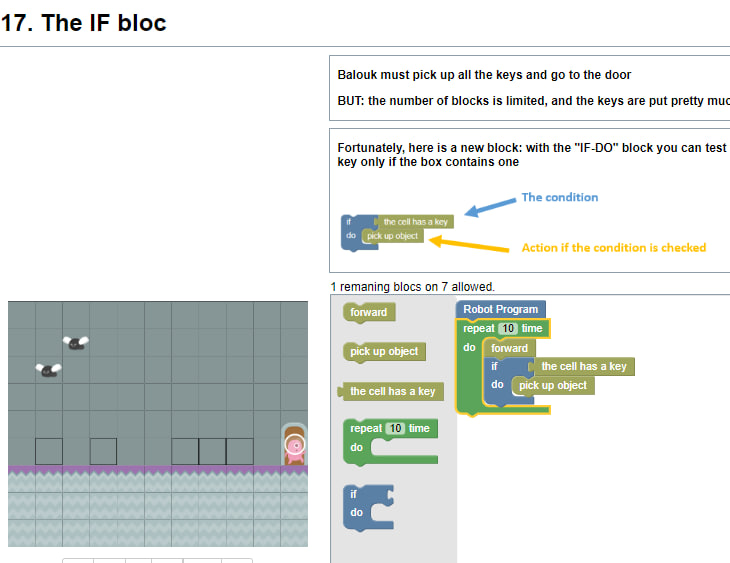 17. The IF bloc
Balouk must pick up all the keys and go to the door
BUT: the number of blocks is limited, and the keys are put pretty muc
Fortunately, here is a new block: with the "IF-DO" block you can test
key only if the box contains one
The condition
if the cell has a key
do pick up object
Action if the condition is checked
1 remaning blocs on 7 allowed.
forward
pick up object
the cell has a key
repeat 10 time
do
if
do
Robot Program
repeat 10 time
do forward
if the cell has a key
do pick up object